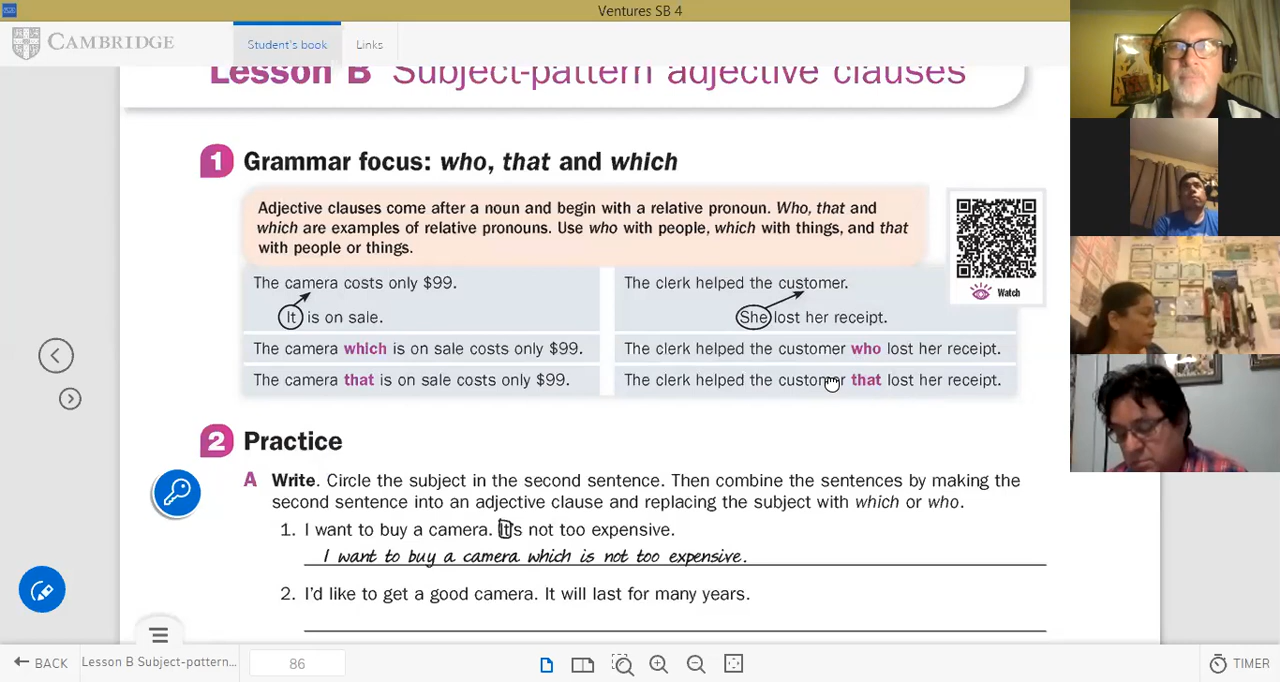 Ventures SB 4
CAMBRIDGE
Student's book
Links
Lesson B Subject-pattern adjective clauses
1 Grammar focus: who, that and which
Adjective clauses come after a noun and begin with a relative pronoun. Who, that and
which are examples of relative pronouns. Use who with people, which with things, and that
with people or things.
Watch
The camera costs only $99.
It is on sale.
The camera which is on sale costs only $99.
The camera that is on sale costs only $99.
The clerk helped the customer.
She lost her receipt.
The clerk helped the customer who lost her receipt.
The clerk helped the customer that lost her receipt.
2 Practice
A Write. Circle the subject in the second sentence. Then combine the sentences by making the
second sentence into an adjective clause and replacing the subject with which or who.
1. I want to buy a camera. It's not too expensive.
I want to buy a camera which is not too expensive.
2. I'd like to get a good camera. It will last for many years.
BACK
Lesson B Subject-pattern...
86
TIMER